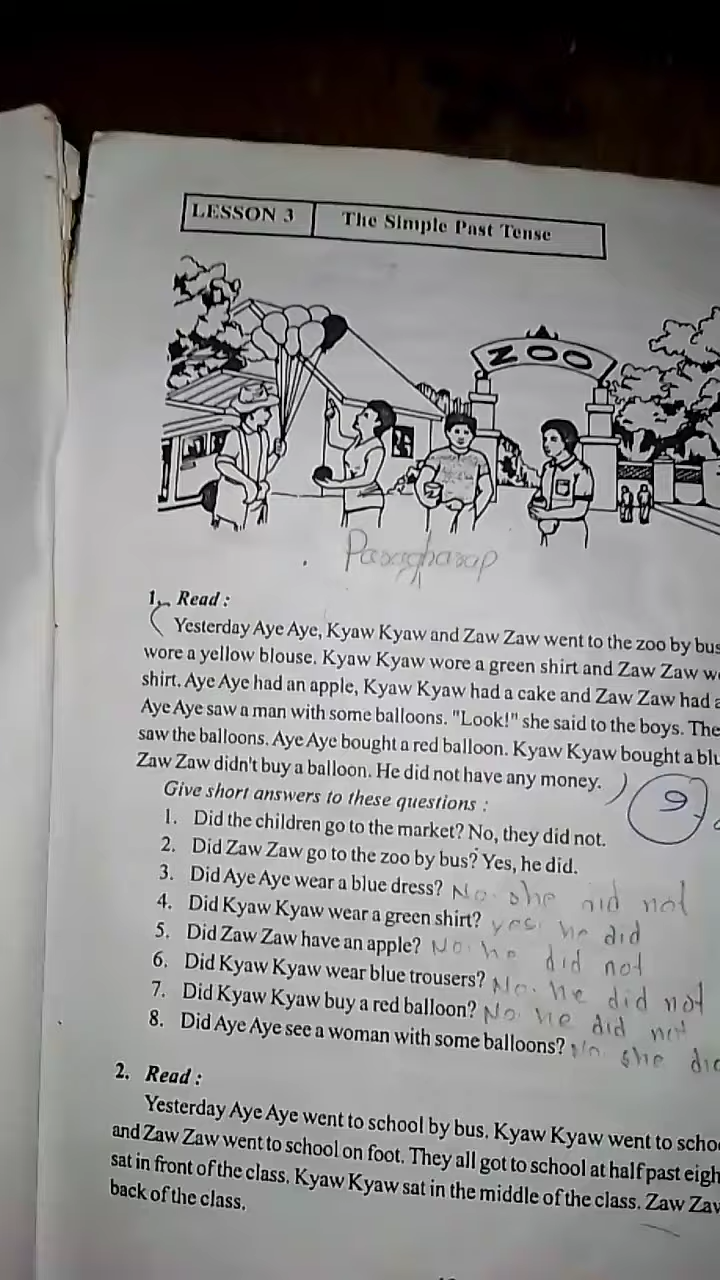 LESSON 3 The Simple Past Tense
ZOO
Pasaghasap
1. Read :
Yesterday Aye Aye, Kyaw Kyaw and Zaw Zaw went to the zoo by bus
wore a yellow blouse. Kyaw Kyaw wore a green shirt and Zaw Zaw w
shirt. Aye Aye had an apple, Kyaw Kyaw had a cake and Zaw Zaw had a
Aye Aye saw a man with some balloons. "Look!" she said to the boys. The
saw the balloons. Aye Aye bought a red balloon. Kyaw Kyaw bought a blu
Zaw Zaw didn't buy a balloon. He did not have any money.
9
Give short answers to these questions :
1. Did the children go to the market? No, they did not.
2. Did Zaw Zaw go to the zoo by bus? Yes, he did.
3. Did Aye Aye wear a blue dress? No. she did not
4. Did Kyaw Kyaw wear a green shirt? yes. he did
5. Did Zaw Zaw have an apple? No. he did not
6. Did Kyaw Kyaw wear blue trousers? No. he did not
7. Did Kyaw Kyaw buy a red balloon? No. he did not
8. Did Aye Aye see a woman with some balloons? No she did
2. Read :
Yesterday Aye Aye went to school by bus. Kyaw Kyaw went to scho
and Zaw Zaw went to school on foot. They all got to school at half past eigh
sat in front of the class. Kyaw Kyaw sat in the middle of the class. Zaw Zaw
back of the class.